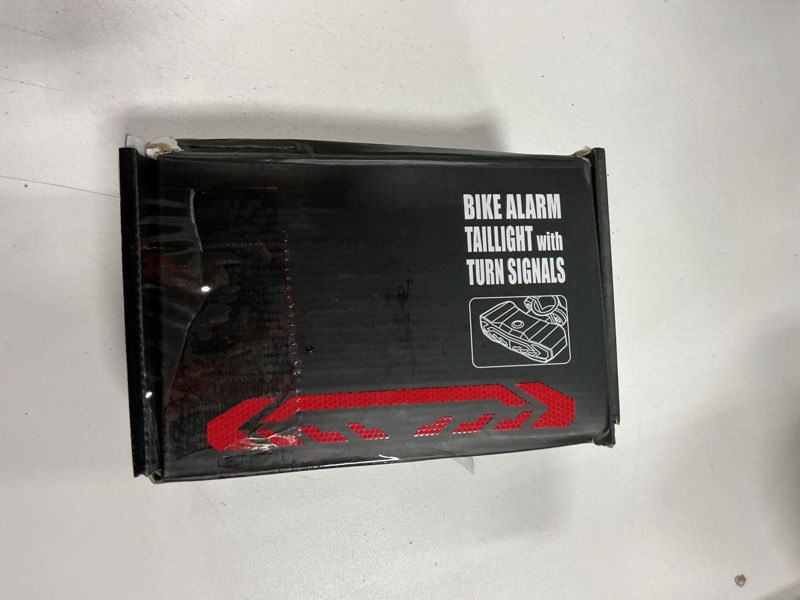 BIKE ALARM
TAILLIGHT with
TURN SIGNALS